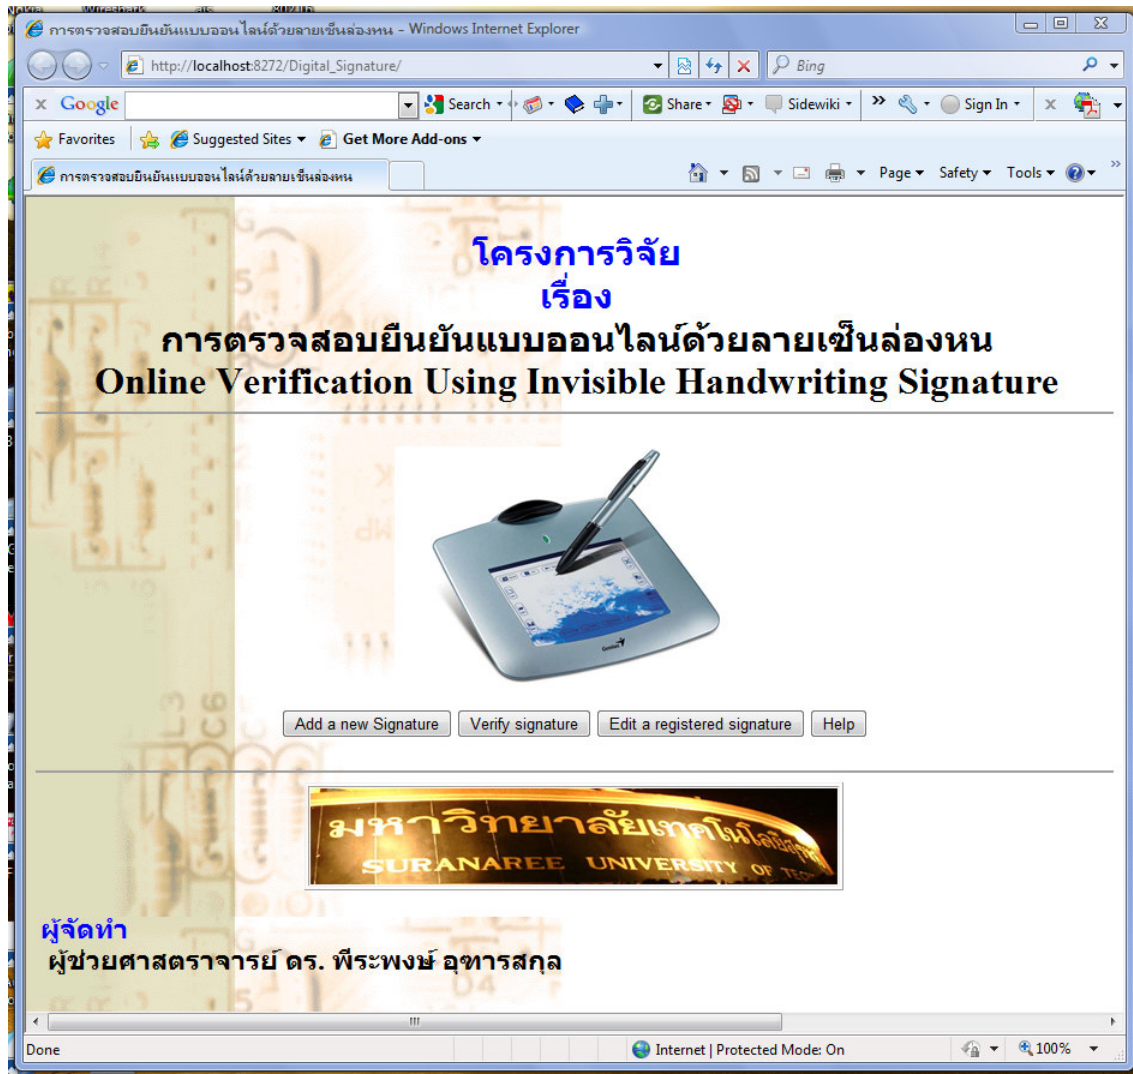 การตรวจสอบยืนยันแบบออนไลน์ด้วยลายเซ็นล่องหน - Windows Internet Explorer
http://localhost:8272/Digital_Signature/
Bing
x Google Search Share Sidewiki » Sign In x
Favorites Suggested Sites Get More Add-ons
การตรวจสอบยืนยันแบบออนไลน์ด้วยลายเซ็นล่องหน Page Safety Tools »
โครงการวิจัย
เรื่อง
การตรวจสอบยืนยันแบบออนไลน์ด้วยลายเซ็นล่องหน
Online Verification Using Invisible Handwriting Signature
Genius
Add a new Signature Verify signature Edit a registered signature Help
มหาวิทยาลัยเทคโนโลยีสุร
SURANAREE UNIVERSITY OF TEC
ผู้จัดทำ
ผู้ช่วยศาสตราจารย์ ดร. พีระพงษ์ อุฑารสกุล
Done Internet | Protected Mode: On 100%